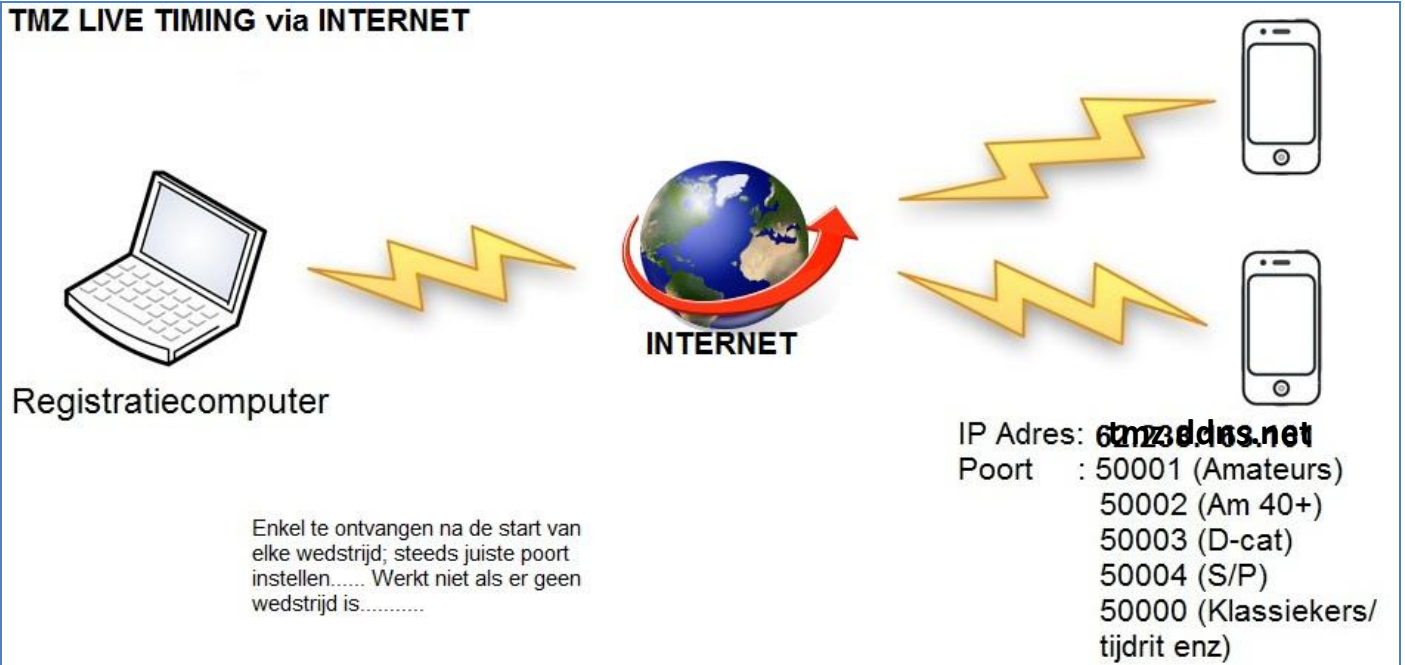 TMZ LIVE TIMING via INTERNET
INTERNET
Registratiecomputer
IP Adres: tmz.ddns.net
Poort : 50001 (Amateurs)
50002 (Am 40+)
50003 (D-cat)
50004 (S/P)
50000 (Klassiekers/
tijdrit enz)
Enkel te ontvangen na de start van
elke wedstrijd; steeds juiste poort
instellen...... Werkt niet als er geen
wedstrijd is...........